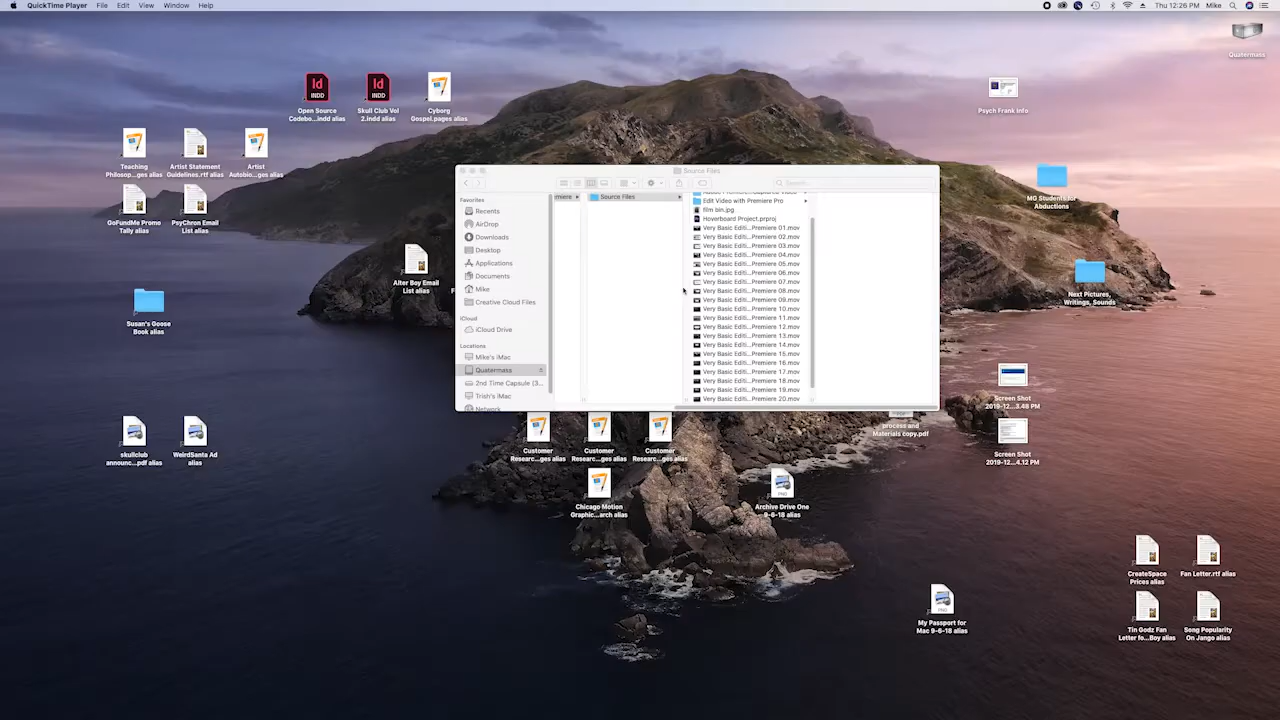 QuickTime Player File Edit View Window Help
Thu 12:26 PM Mike
Quatermass
Id
INDD
Open Source
Codebo...indd alias
Id
INDD
Skull Club Vol
2.indd alias
Cyborg
Gospel.pages alias
Psych Frank Info
Teaching
Philosop...ges alias
Artist Statement
Guidelines.rtf alias
Artist
Autobio...ges alias
GoFundMe Promo
Tally alias
PsyChron Email
List alias
MG Students for
Abductions
Alter Boy Email
List alias
Susan's Goose
Book alias
Next Pictures,
Writings, Sounds
Source Files
Search
Favorites
Recents
AirDrop
Downloads
Desktop
Applications
Documents
Mike
Creative Cloud Files
iCloud
iCloud Drive
Locations
Mike's iMac
Quatermass
2nd Time Capsule (3...
Trish's iMac
Network
Source Files
Edit Video with Premiere Pro
film bin.jpg
Hoverboard Project.prproj
Very Basic Editi...Premiere 01.mov
Very Basic Editi...Premiere 02.mov
Very Basic Editi...Premiere 03.mov
Very Basic Editi...Premiere 04.mov
Very Basic Editi...Premiere 05.mov
Very Basic Editi...Premiere 06.mov
Very Basic Editi...Premiere 07.mov
Very Basic Editi...Premiere 08.mov
Very Basic Editi...Premiere 09.mov
Very Basic Editi...Premiere 10.mov
Very Basic Editi...Premiere 11.mov
Very Basic Editi...Premiere 12.mov
Very Basic Editi...Premiere 13.mov
Very Basic Editi...Premiere 14.mov
Very Basic Editi...Premiere 15.mov
Very Basic Editi...Premiere 16.mov
Very Basic Editi...Premiere 17.mov
Very Basic Editi...Premiere 18.mov
Very Basic Editi...Premiere 19.mov
Very Basic Editi...Premiere 20.mov
Screen Shot
2019-12...3.48 PM
Screen Shot
2019-12...4.12 PM
process and
Materials copy.pdf
skullclub
announc...pdf alias
WeirdSanta Ad
alias
Customer
Researc...ges alias
Customer
Researc...ges alias
Customer
Researc...ges alias
Chicago Motion
Graphic...arch alias
PNG
Archive Drive One
9-6-18 alias
PNG
My Passport for
Mac 9-6-18 alias
CreateSpace
Prices alias
Fan Letter.rtf alias
Tin Godz Fan
Letter fo...Boy alias
Song Popularity
On Jango alias